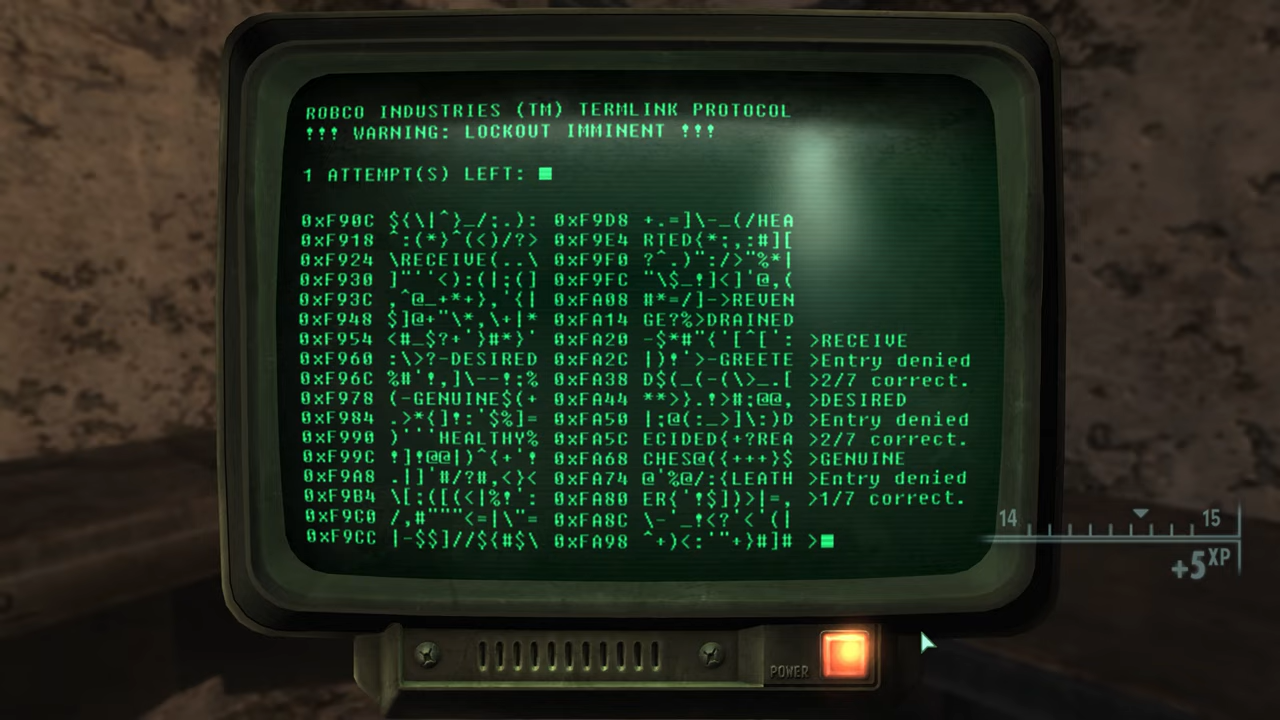 ROBCO INDUSTRIES (TM) TERMLINK PROTOCOL
!!! WARNING: LOCKOUT IMMINENT !!!
1 ATTEMPT(S) LEFT: ■
0xF90C ${\|^}_/;.): 0xF9D8 +.=]\-_(/HEA
0xF918 ^:(*}^(<)/?> 0xF9E4 RTED{*;,:#][
0xF924 \RECEIVE(..\ 0xF9F0 ?^.)":/>"%*|
0xF930 ]"''<):(|;(] 0xF9FC "\$_!]<]'@,(
0xF93C ,^@_+*+},'{| 0xFA08 #*=/]->REVEN
0xF948 $]@+"\*,\+|* 0xFA14 GE?%>DRAINED
0xF954 <#_$?+'}#*}' 0xFA20 -$*#"{'[^[': >RECEIVE
0xF960 :\>?-DESIRED 0xFA2C |)!'>-GREETE >Entry denied
0xF96C %#'!,]\--!;% 0xFA38 D$(_(-(\>_.[ >2/7 correct.
0xF978 (-GENUINE$(+ 0xFA44 **>}.!>#;@@, >DESIRED
0xF984 .>*{]!:'$%]= 0xFA50 |;@(:_>]\:)D >Entry denied
0xF990 )'''HEALTHY% 0xFA5C ECIDED{+?REA >2/7 correct.
0xF99C !]!@@|)^{+'! 0xFA68 CHES@({+++}$ >GENUINE
0xF9A8 .|]'#/?#,<}< 0xFA74 @'%@/:{LEATH >Entry denied
0xF9B4 \[:([(<|%!': 0xFA80 ER{'!$])>|=, >1/7 correct.
0xF9C0 /,#"""<=|\"= 0xFA8C \-'_!<?'<'(|
0xF9CC |-$$]//${#$\ 0xFA98 ^+)<:'"+}#]# >■
14 15
+5 XP
POWER